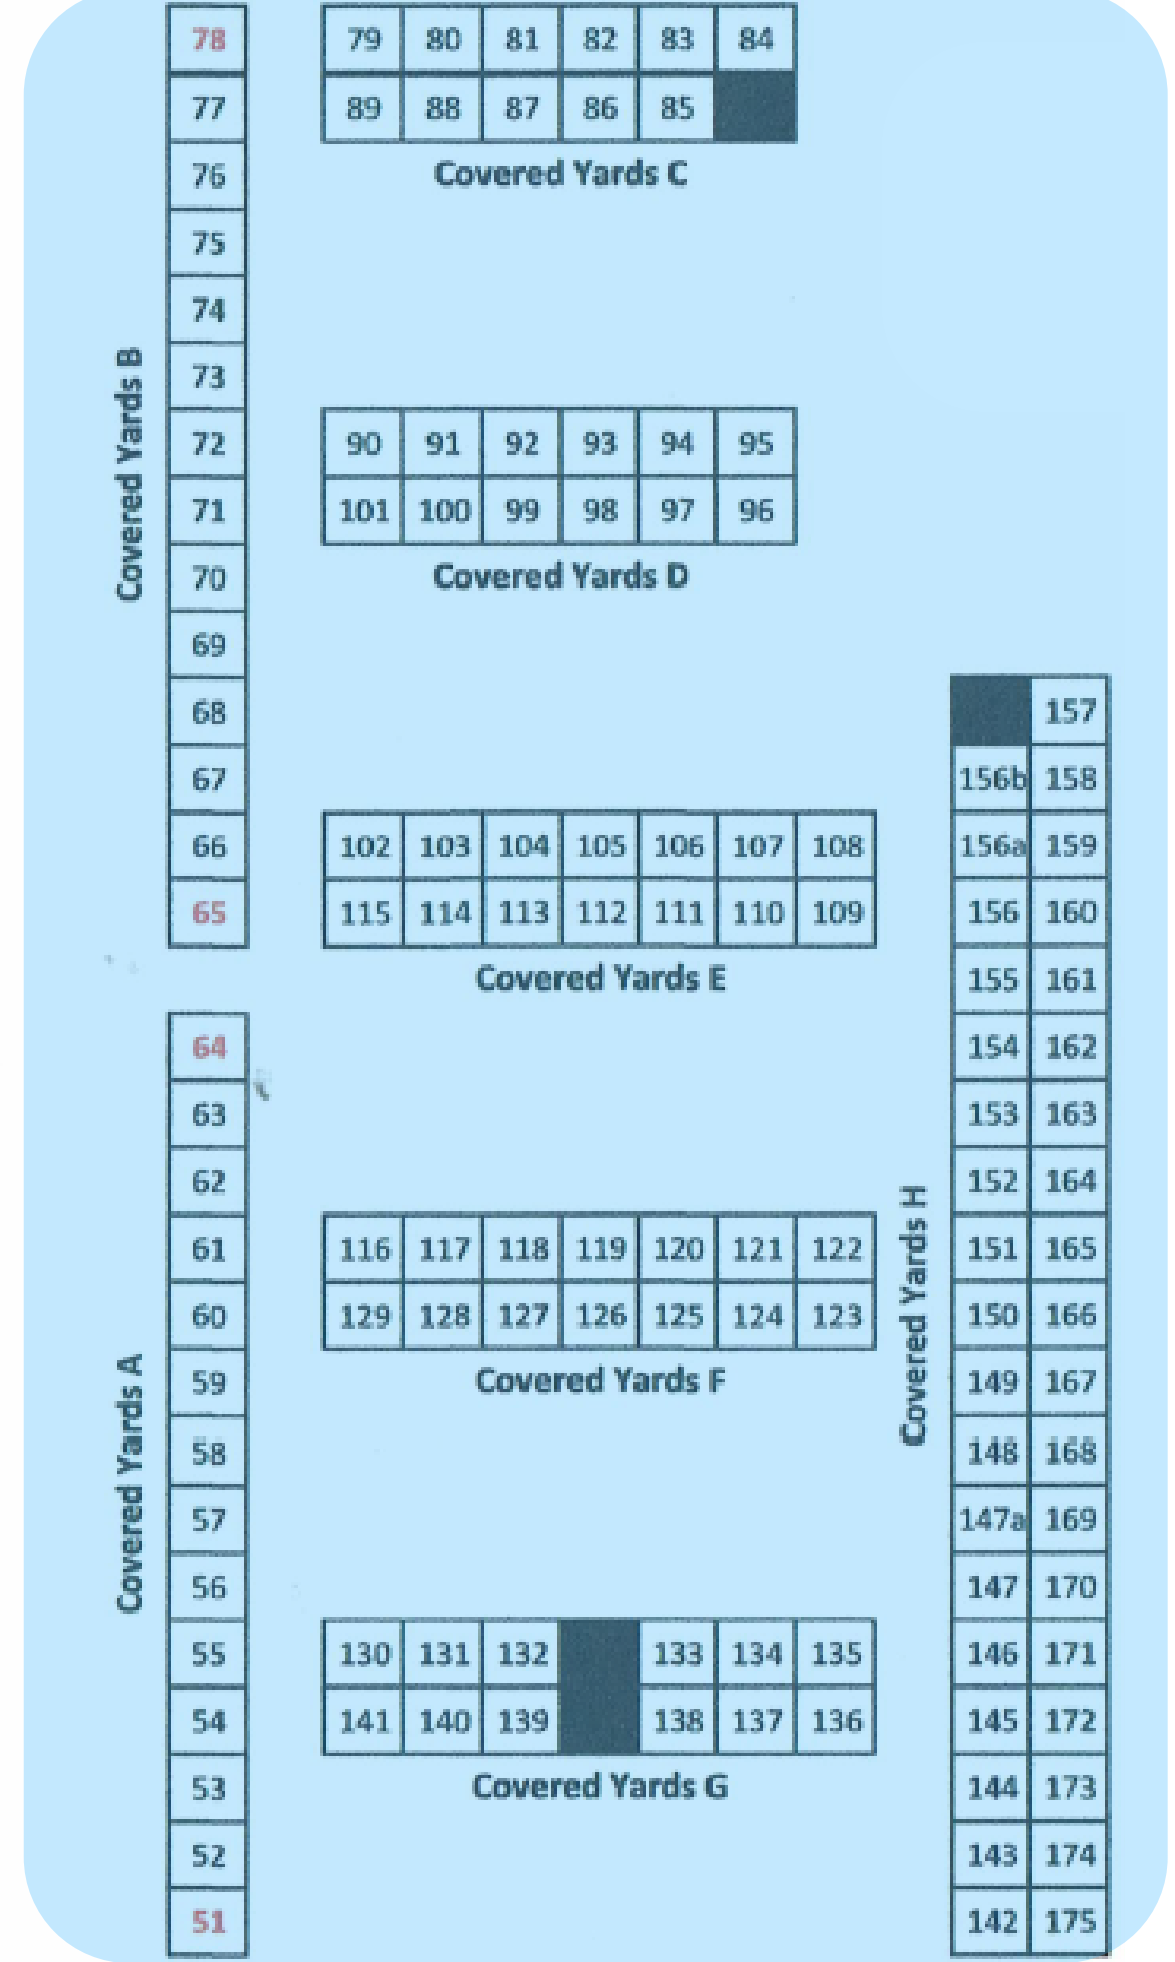 78 79 80 81 82 83 84
77 89 88 87 86 85
76 Covered Yards C
75
74
73
Covered Yards B
72 90 91 92 93 94 95
71 101 100 99 98 97 96
70 Covered Yards D
69
68 157
67 156b 158
66 102 103 104 105 106 107 108 156a 159
65 115 114 113 112 111 110 109 156 160
Covered Yards E 155 161
64 154 162
63 153 163
62 152 164
61 116 117 118 119 120 121 122 151 165
60 129 128 127 126 125 124 123 150 166
Covered Yards H
59 Covered Yards F 149 167
58 148 168
Covered Yards A
57 147a 169
56 147 170
55 130 131 132 133 134 135 146 171
54 141 140 139 138 137 136 145 172
53 Covered Yards G 144 173
52 143 174
51 142 175